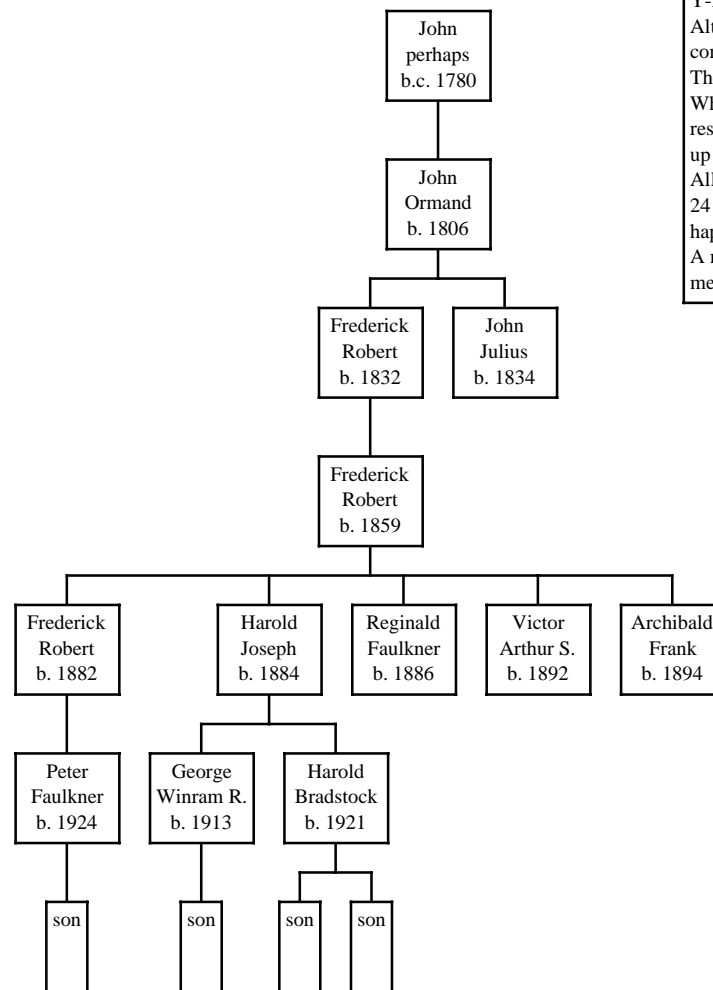 John
perhaps
b.c. 1780
John
Ormand
b. 1806
Frederick
Robert
b. 1832
John
Julius
b. 1834
Frederick
Robert
b. 1859
Frederick
Robert
b. 1882
Harold
Joseph
b. 1884
Reginald
Faulkner
b. 1886
Victor
Arthur S.
b. 1892
Archibald
Frank
b. 1894
Peter
Faulkner
b. 1924
George
Winram R.
b. 1913
Harold
Bradstock
b. 1921
son
son
son
son
up
24
A